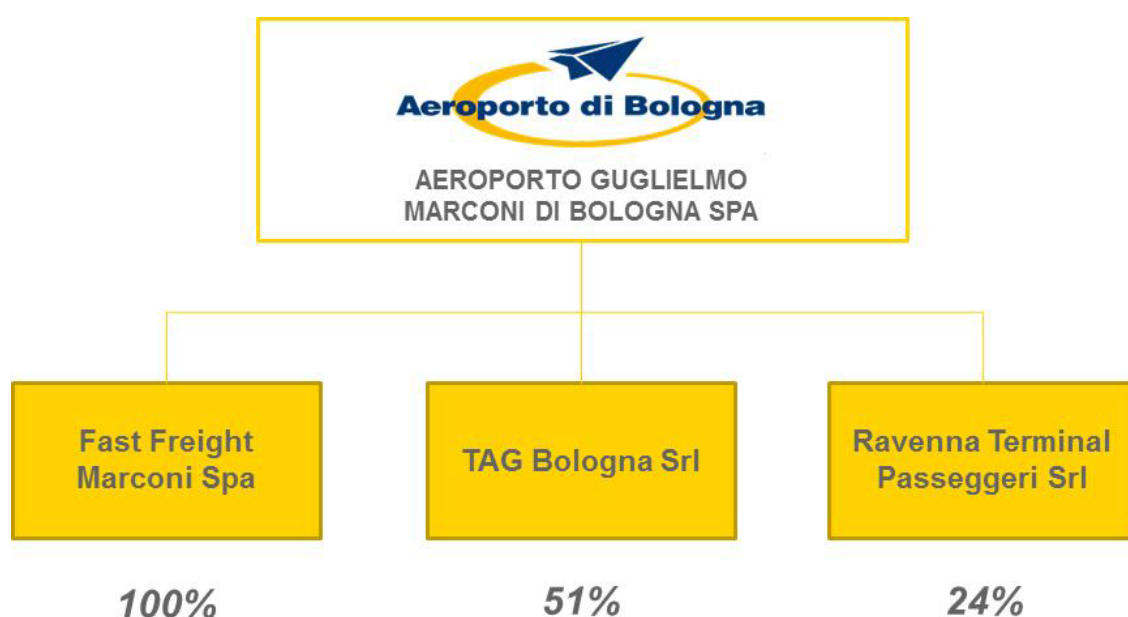 Aeroporto di Bologna
AEROPORTO GUGLIELMO
MARCONI DI BOLOGNA SPA
Fast Freight
Marconi Spa
TAG Bologna Srl
Ravenna Terminal
Passeggeri Srl
100%
51%
24%